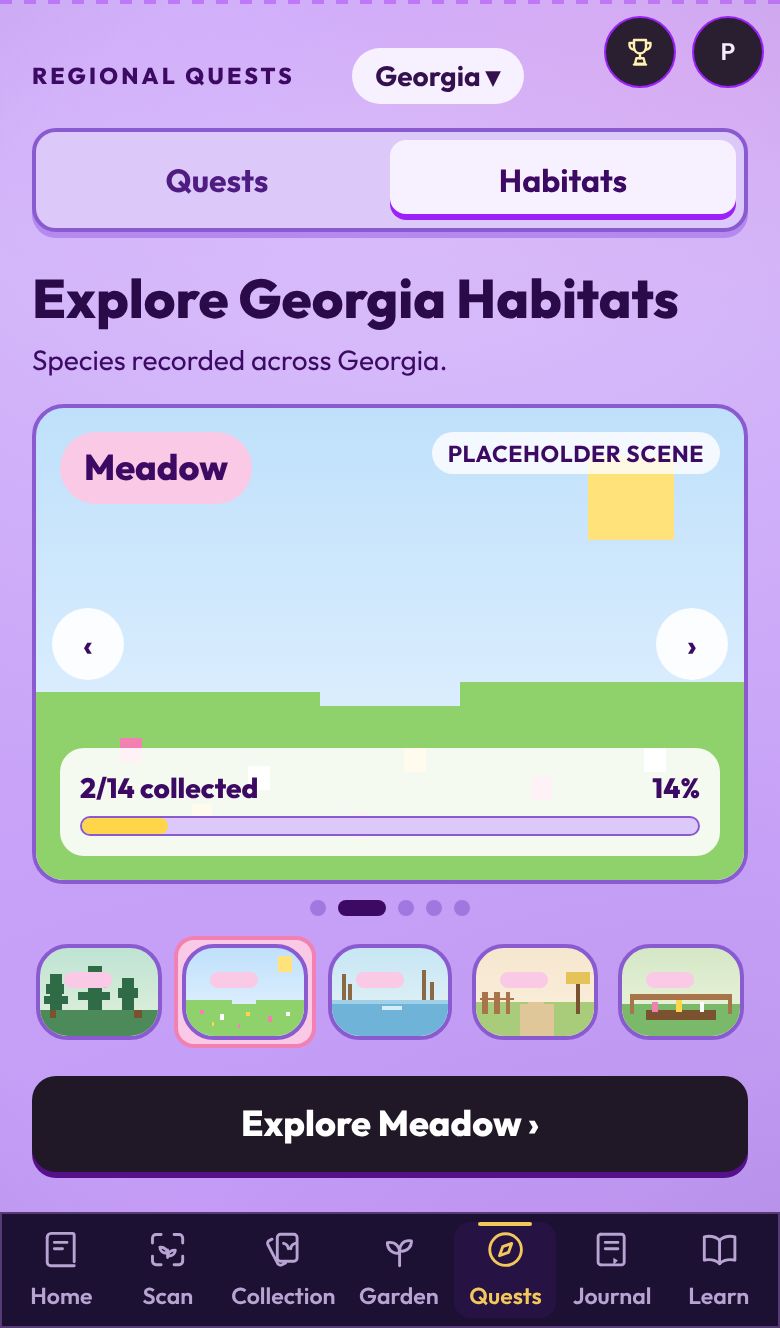 REGIONAL QUESTS
Georgia ▾
P
Quests
Habitats
Explore Georgia Habitats
Species recorded across Georgia.
Meadow
PLACEHOLDER SCENE
‹
›
2/14 collected
14%
Explore Meadow ›
Home
Scan
Collection
Garden
Quests
Journal
Learn